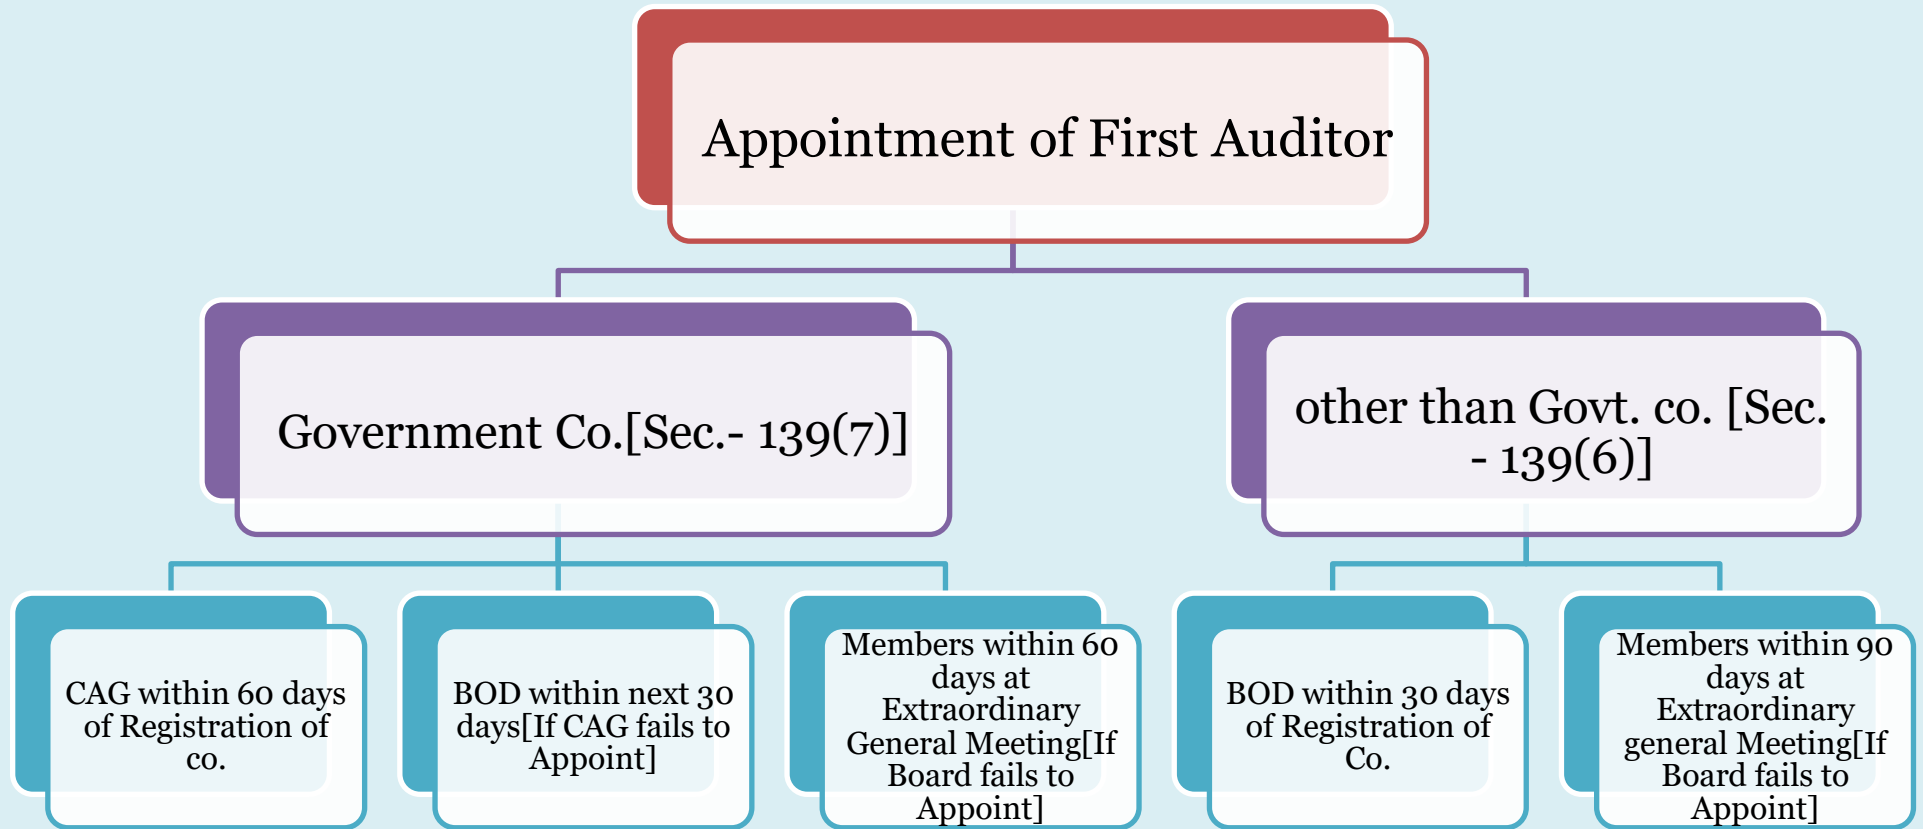 Appointment of First Auditor
Government Co.[Sec.- 139(7)]
other than Govt. co. [Sec.
- 139(6)]
CAG within 60 days
of Registration of
co.
BOD within next 30
days[If CAG fails to
Appoint]
Members within 60
days at
Extraordinary
General Meeting[If
Board fails to
Appoint]
BOD within 30 days
of Registration of
Co.
Members within 90
days at
Extraordinary
general Meeting[If
Board fails to
Appoint]